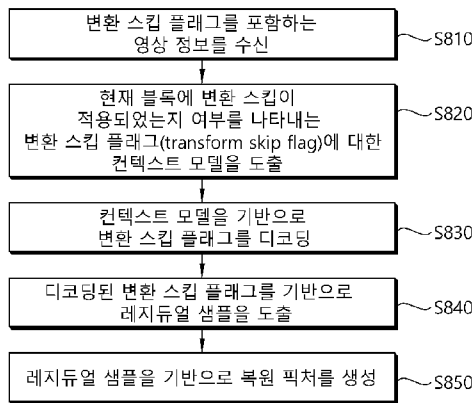 변환 스킵 플래그를 포함하는
영상 정보를 수신
S810
현재 블록에 변환 스킵이
적용되었는지 여부를 나타내는
변환 스킵 플래그(transform skip flag)에 대한
컨텍스트 모델을 도출
S820
컨텍스트 모델을 기반으로
변환 스킵 플래그를 디코딩
S830
디코딩된 변환 스킵 플래그를 기반으로
레지듀얼 샘플을 도출
S840
레지듀얼 샘플을 기반으로 복원 픽처를 생성
S850